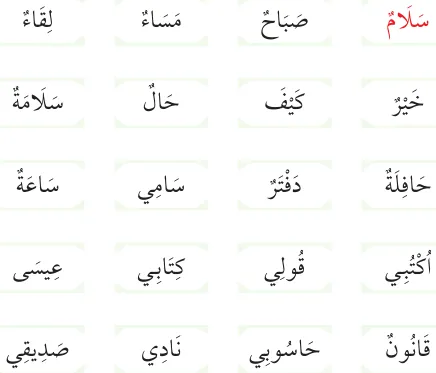 سَلَامٌ صَبَاحٌ مَسَاءٌ لِقَاءٌ
خَيْرٌ كَيْفَ حَالٌ سَلَامَةٌ
حَافِلَةٌ دَفْتَرٌ سَامِي سَاعَةٌ
اُكْتُبِي قُولِي كِتَابِي عِيسَى
قَانُونٌ حَاسُوبِي نَادِي صَدِيقِي